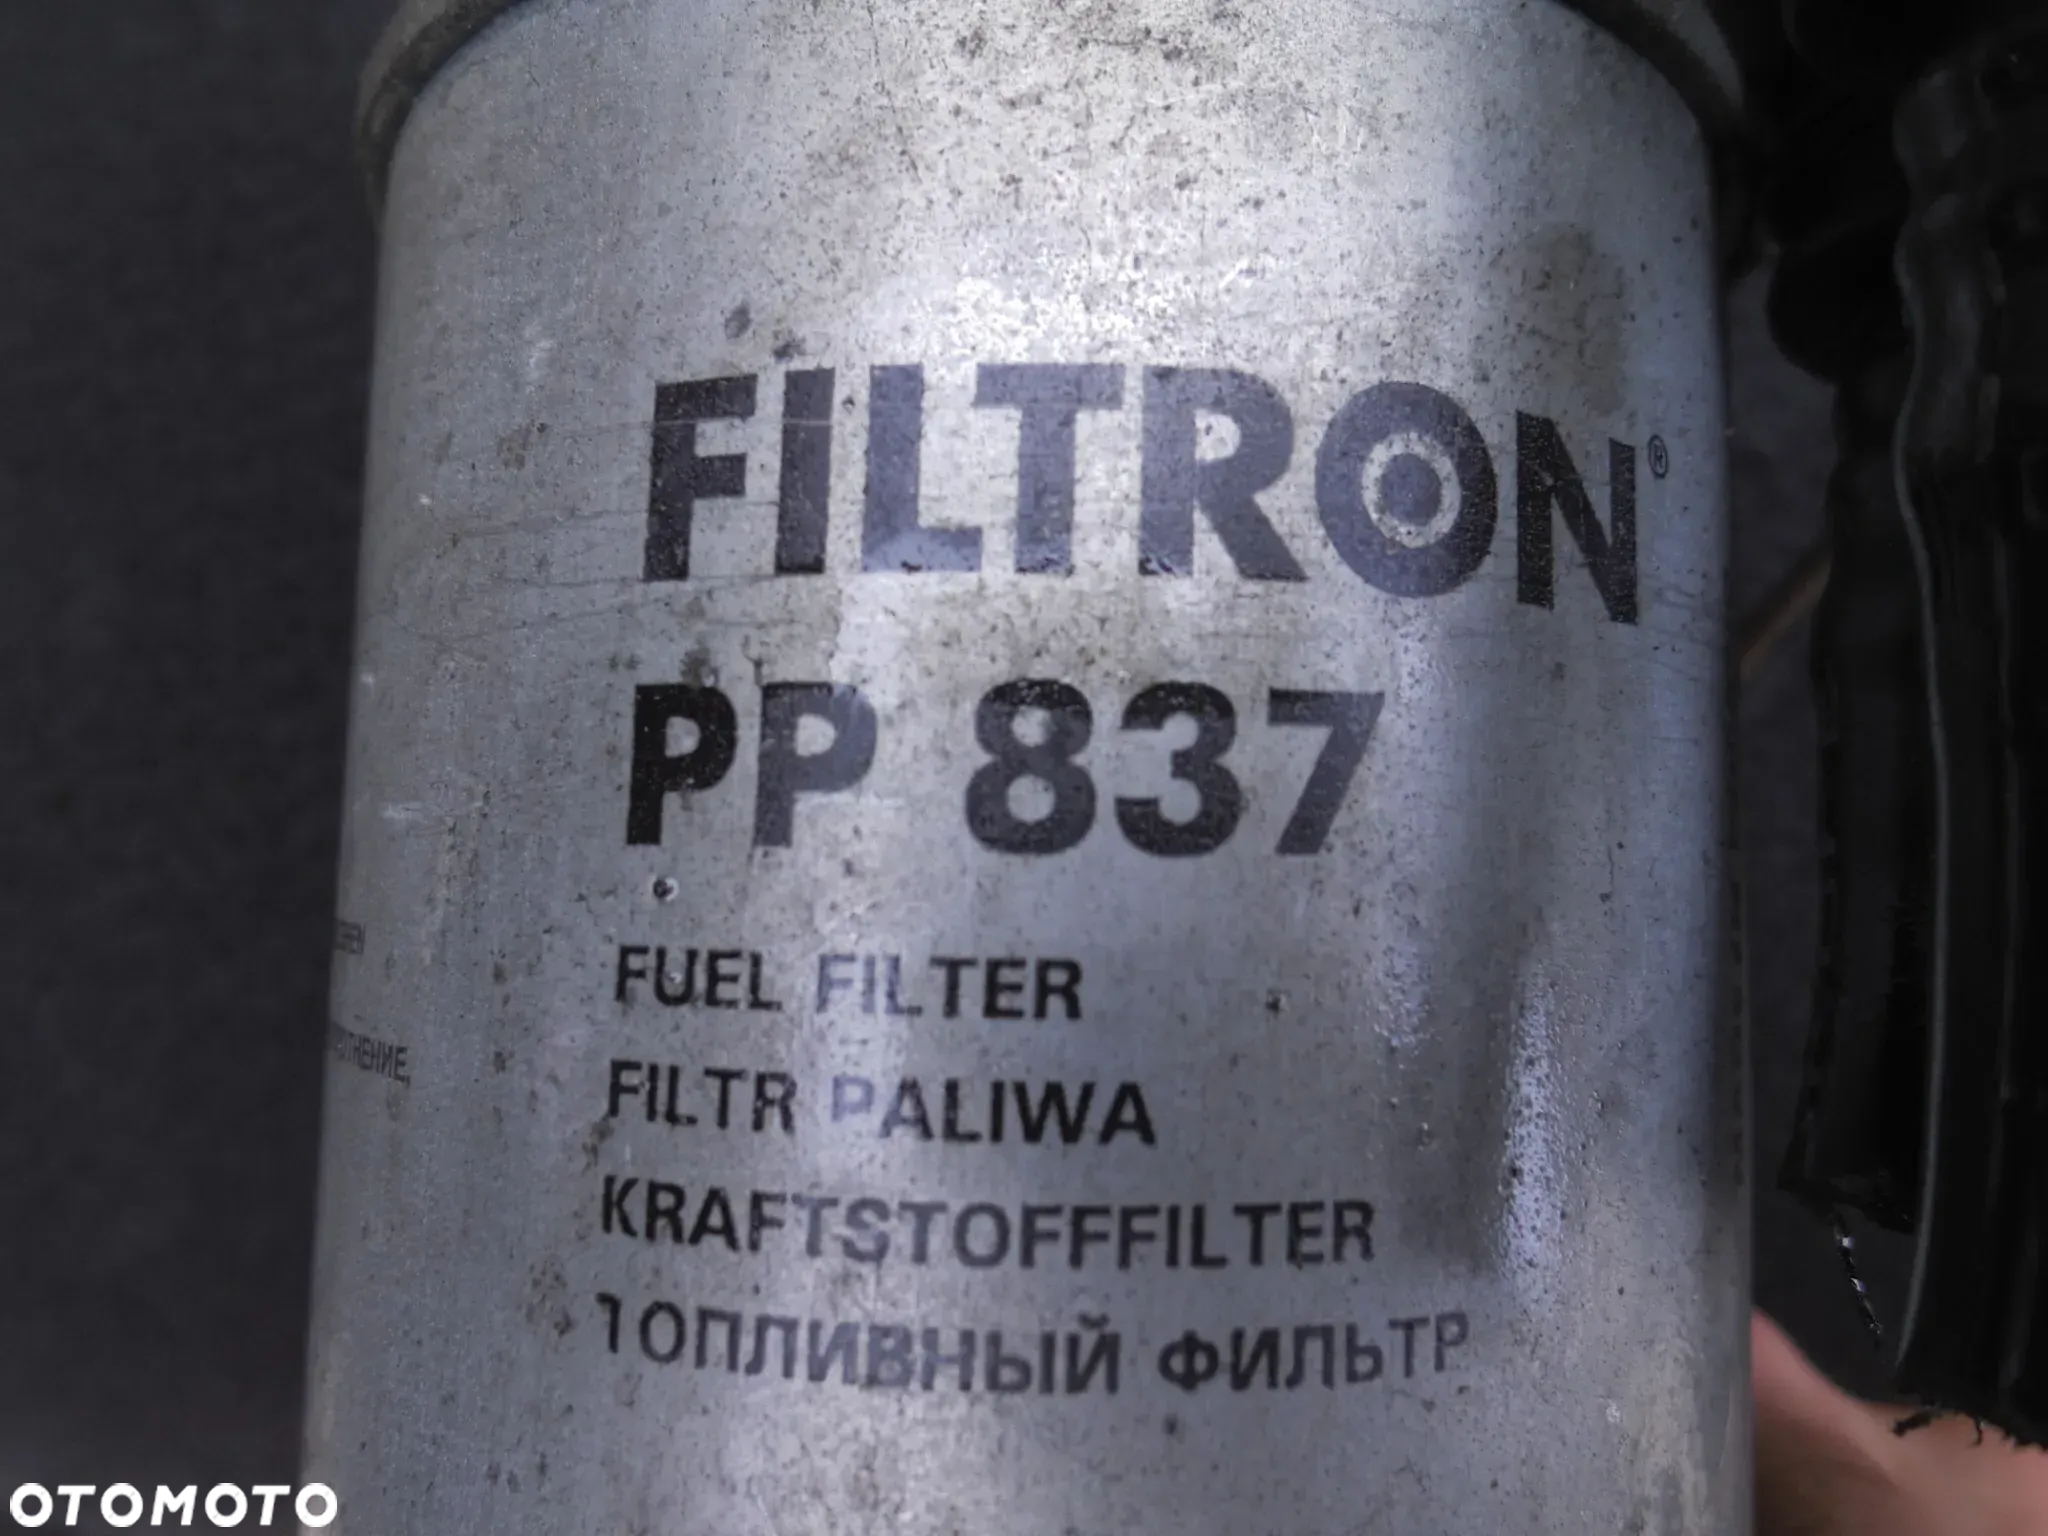 FILTRON®
PP 837
FUEL FILTER
FILTR PALIWA
KRAFTSTOFFFILTER
ТОПЛИВНЫЙ ФИЛЬТР
OTOMOTO